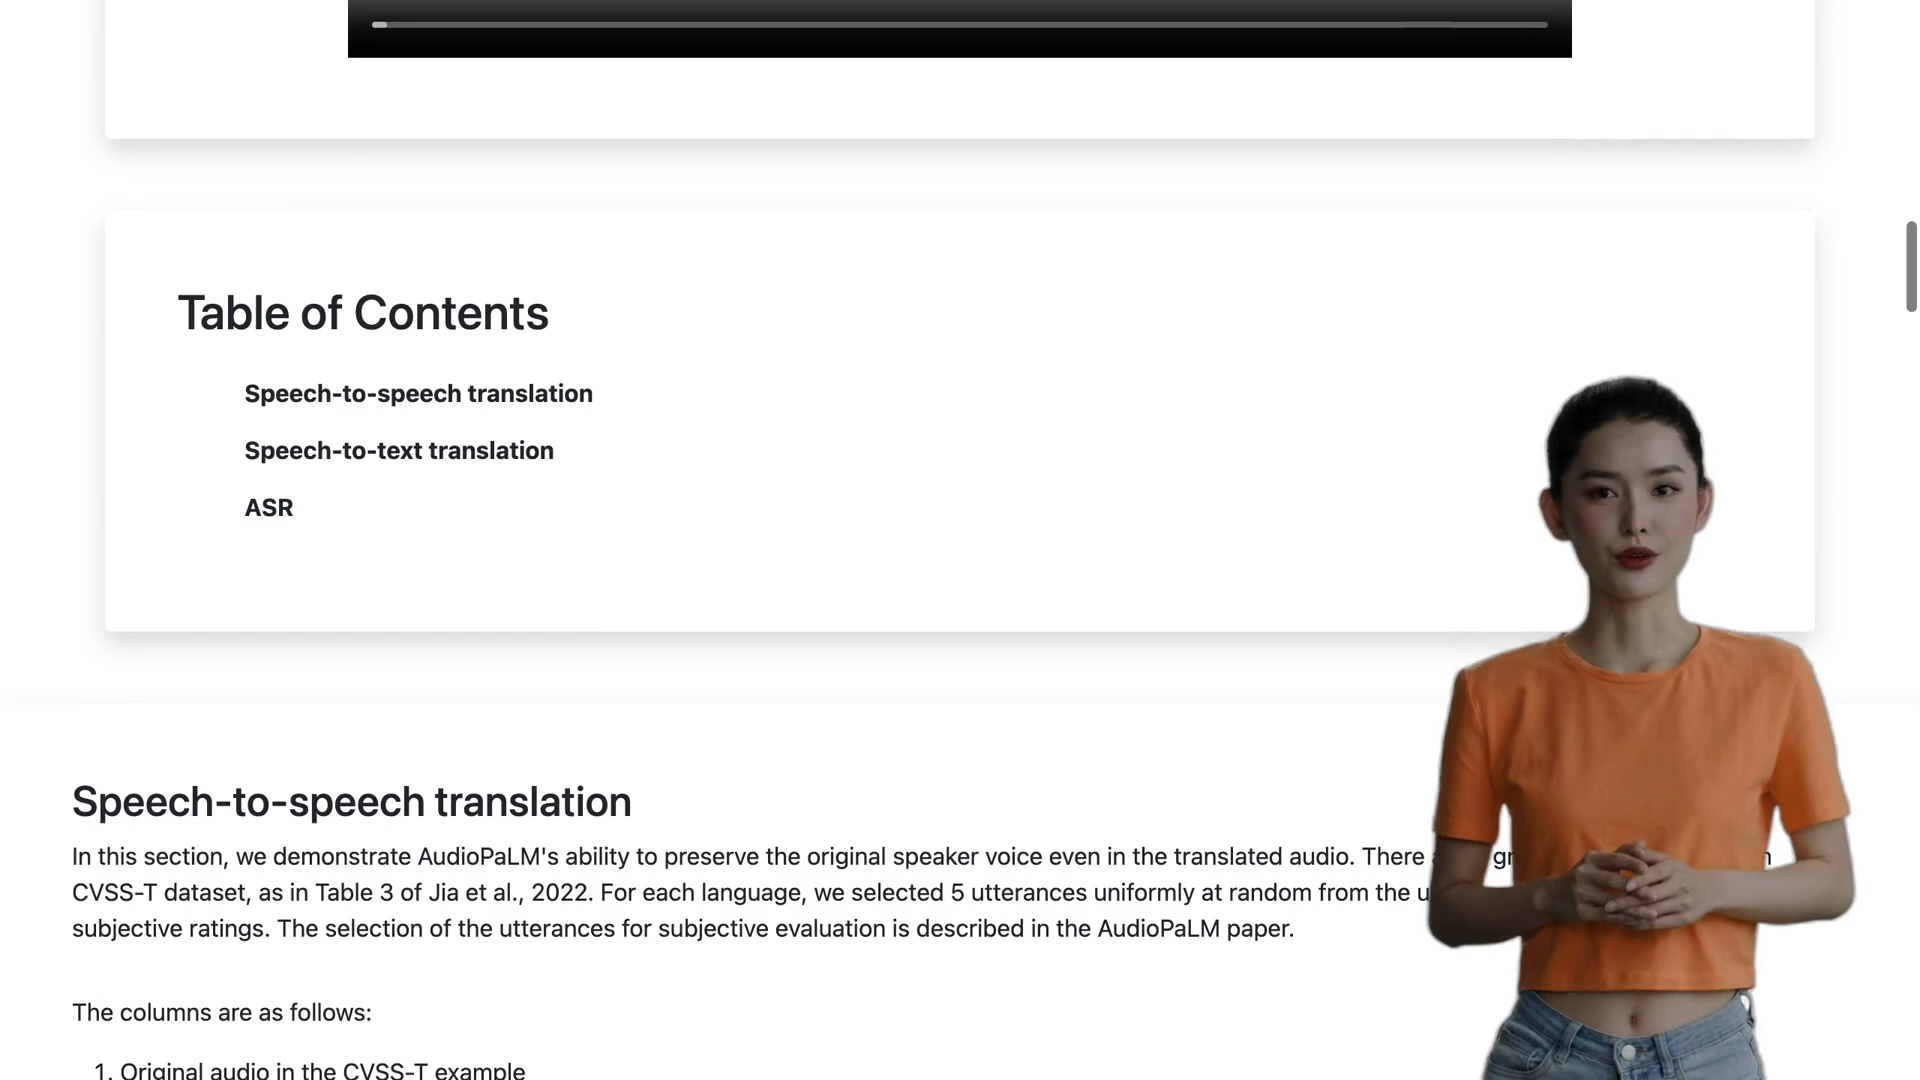 Table of Contents
Speech-to-speech translation
Speech-to-text translation
ASR
Speech-to-speech translation
In this section, we demonstrate AudioPaLM's ability to preserve the original speaker voice even in the translated audio. There
CVSS-T dataset, as in Table 3 of Jia et al., 2022. For each language, we selected 5 utterances uniformly at random from the
subjective ratings. The selection of the utterances for subjective evaluation is described in the AudioPaLM paper.
The columns are as follows:
1. Original audio in the CVSS-T example